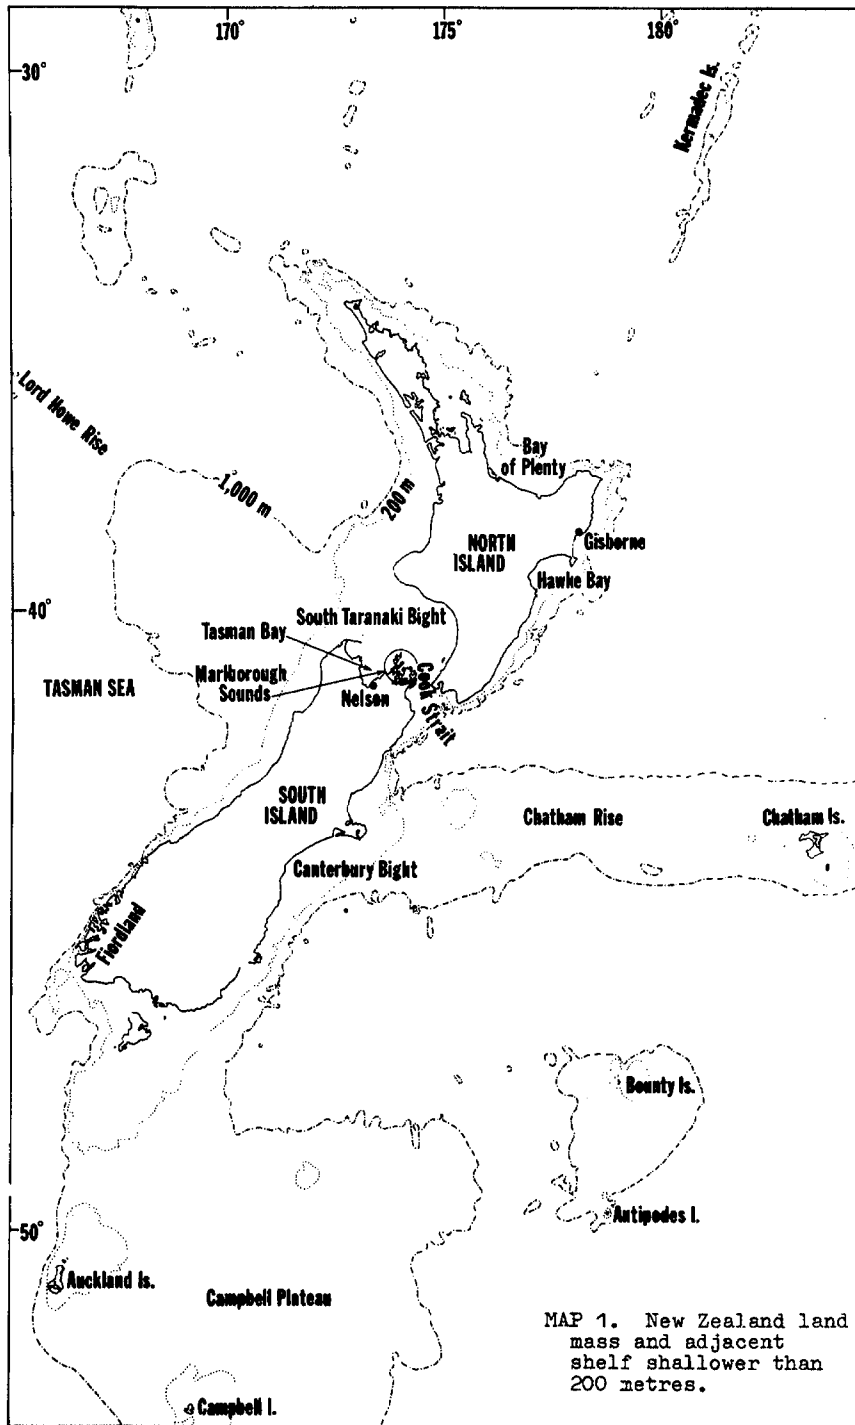 170°
175°
180°
30°
Kermadec Is.
Lord Howe Rise
1,000 m
200 m
Bay
of Plenty
NORTH
ISLAND
Gisborne
Hawke Bay
40°
South Taranaki Bight
Tasman Bay
Marlborough
Sounds
TASMAN SEA
Nelson
Cook Strait
SOUTH
ISLAND
Chatham Rise
Chatham Is.
Canterbury Bight
Fiordland
Bounty Is.
Antipodes I.
50°
Auckland Is.
Campbell Plateau
Campbell I.
MAP 1. New Zealand land
mass and adjacent
shelf shallower than
200 metres.